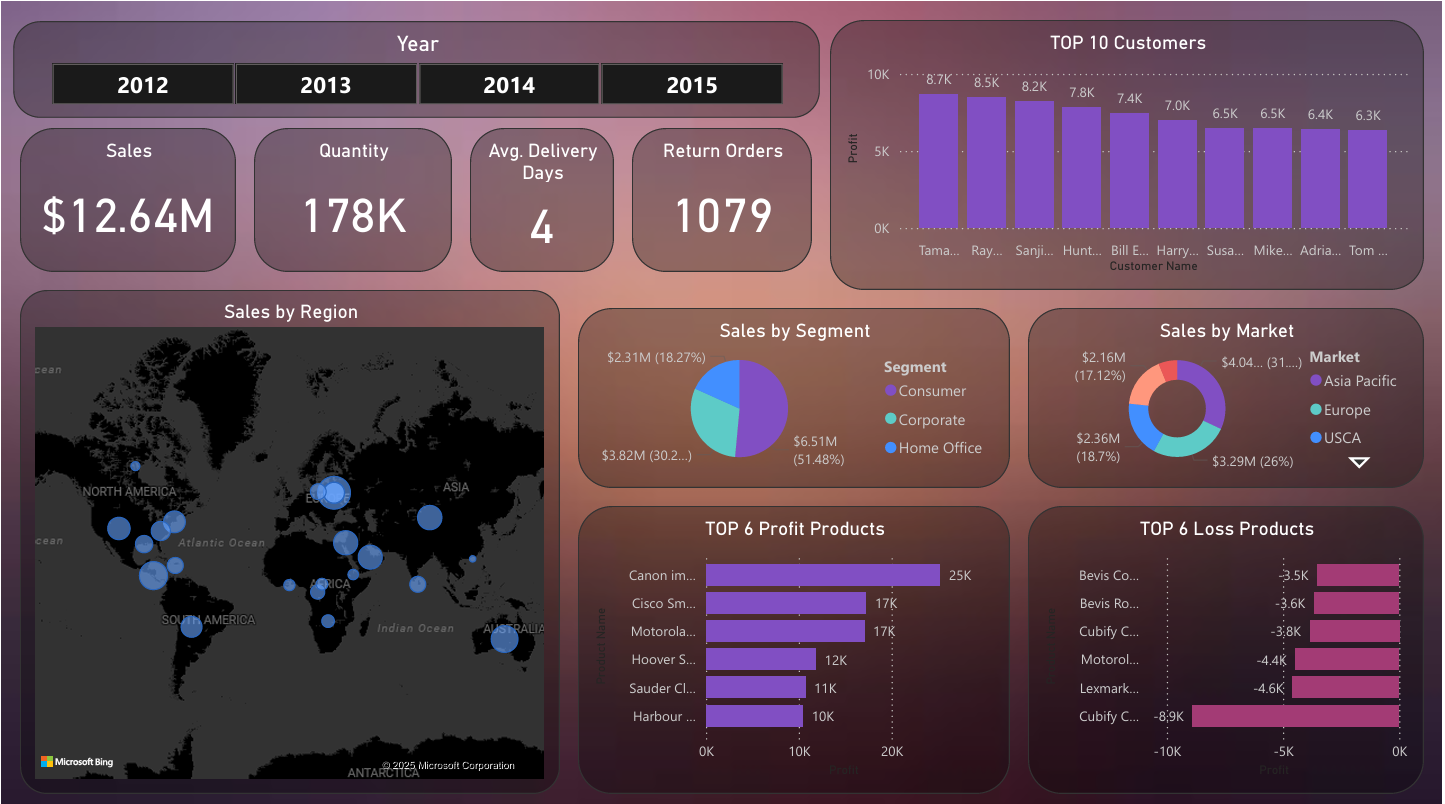 Year
2012 2013 2014 2015
Sales
$12.64M
Quantity
178K
Avg. Delivery
Days
4
Return Orders
1079
TOP 10 Customers
Profit
10K
5K
0K
8.7K 8.5K 8.2K 7.8K 7.4K 7.0K 6.5K 6.5K 6.4K 6.3K
Tama... Ray... Sanji... Hunt... Bill E... Harry... Susa... Mike... Adria... Tom ...
Customer Name
Sales by Region
cean
NORTH AMERICA
ASIA
cean
Atlantic Ocean
AFRICA
SOUTH AMERICA
Indian Ocean
AUSTRALIA
Microsoft Bing
© 2025 Microsoft Corporation
ANTARCTICA
Sales by Segment
$2.31M (18.27%)
$3.82M (30.2...)
$6.51M
(51.48%)
Segment
Consumer
Corporate
Home Office
Sales by Market
$2.16M
(17.12%)
$4.04... (31....)
$2.36M
(18.7%)
$3.29M (26%)
Market
Asia Pacific
Europe
USCA
TOP 6 Profit Products
Product Name
Canon im... 25K
Cisco Sm... 17K
Motorola... 17K
Hoover S... 12K
Sauder Cl... 11K
Harbour ... 10K
0K 10K 20K
Profit
TOP 6 Loss Products
Product Name
Bevis Co... -3.5K
Bevis Ro... -3.6K
Cubify C... -3.8K
Motorol... -4.4K
Lexmark... -4.6K
Cubify C... -8.9K
-10K -5K 0K
Profit